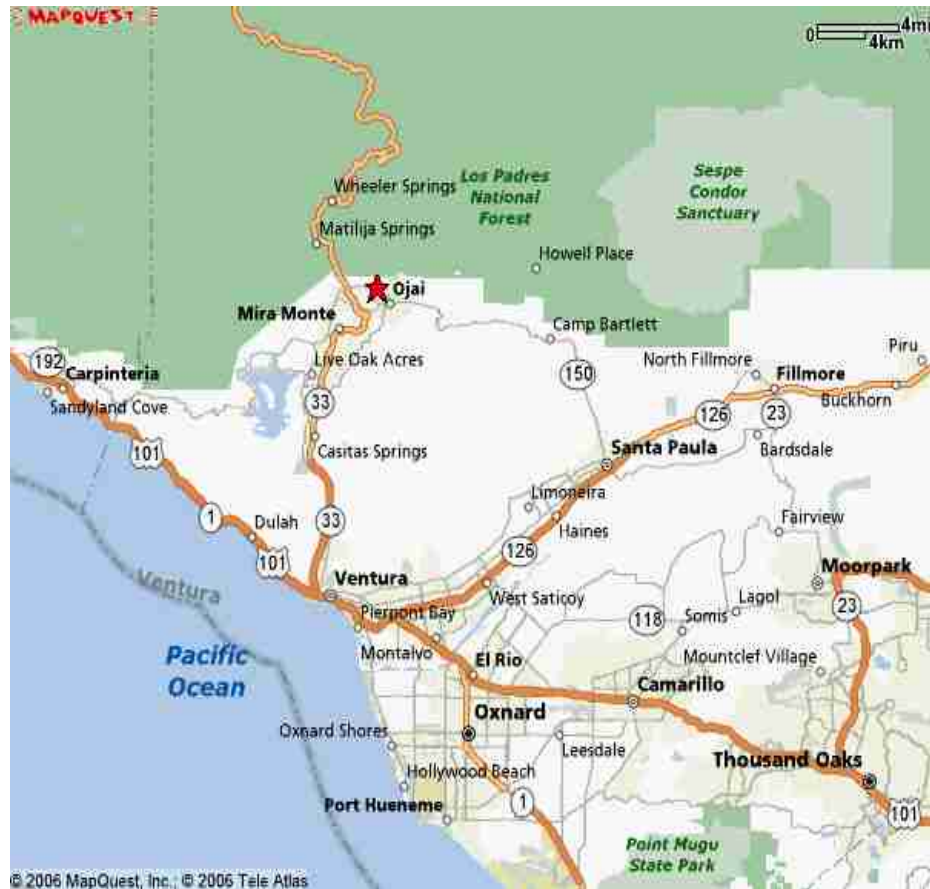 MAPQUEST
0 4mi
4km
Los Padres
National
Forest
Sespe
Condor
Sanctuary
Wheeler Springs
Matilija Springs
Howell Place
Ojai
Mira Monte
Camp Bartlett
192
Carpinteria
Live Oak Acres
150
North Fillmore
Fillmore
Piru
Buckhorn
Sandyland Cove
33
126
23
101
Casitas Springs
Santa Paula
Bardsdale
Limoneira
1
Dulah
33
Haines
Fairview
101
126
Ventura
Ventura
Moorpark
West Saticoy
Lagol
23
Pierpont Bay
118
Somis
Montalvo
Mountclef Village
Pacific
Ocean
El Rio
Camarillo
Oxnard
Oxnard Shores
Leesdale
Thousand Oaks
Hollywood Beach
Port Hueneme
1
101
Point Mugu
State Park
© 2006 MapQuest, Inc.; © 2006 Tele Atlas